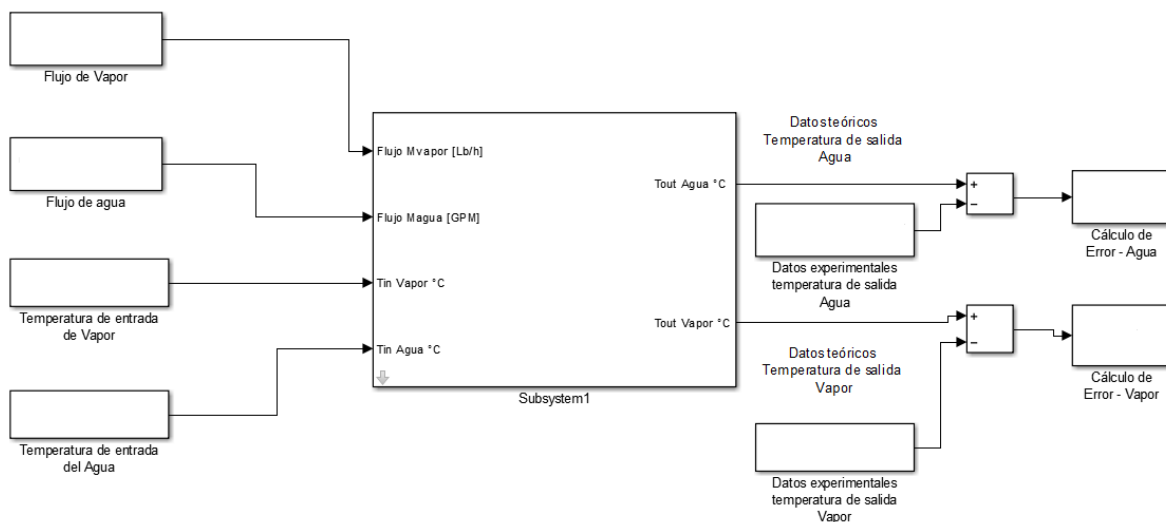 Flujo de Vapor
Flujo de agua
Temperatura de entrada
de Vapor
Temperatura de entrada
del Agua
Flujo Mvapor [Lb/h]
Flujo Magua [GPM]
Tin Vapor °C
Tin Agua °C
Tout Agua °C
Tout Vapor °C
Subsystem1
Datos teóricos
Temperatura de salida
Agua
Datos experimentales
temperatura de salida
Agua
Datos teóricos
Temperatura de salida
Vapor
Datos experimentales
temperatura de salida
Vapor
+
−
+
−
Cálculo de
Error - Agua
Cálculo de
Error - Vapor